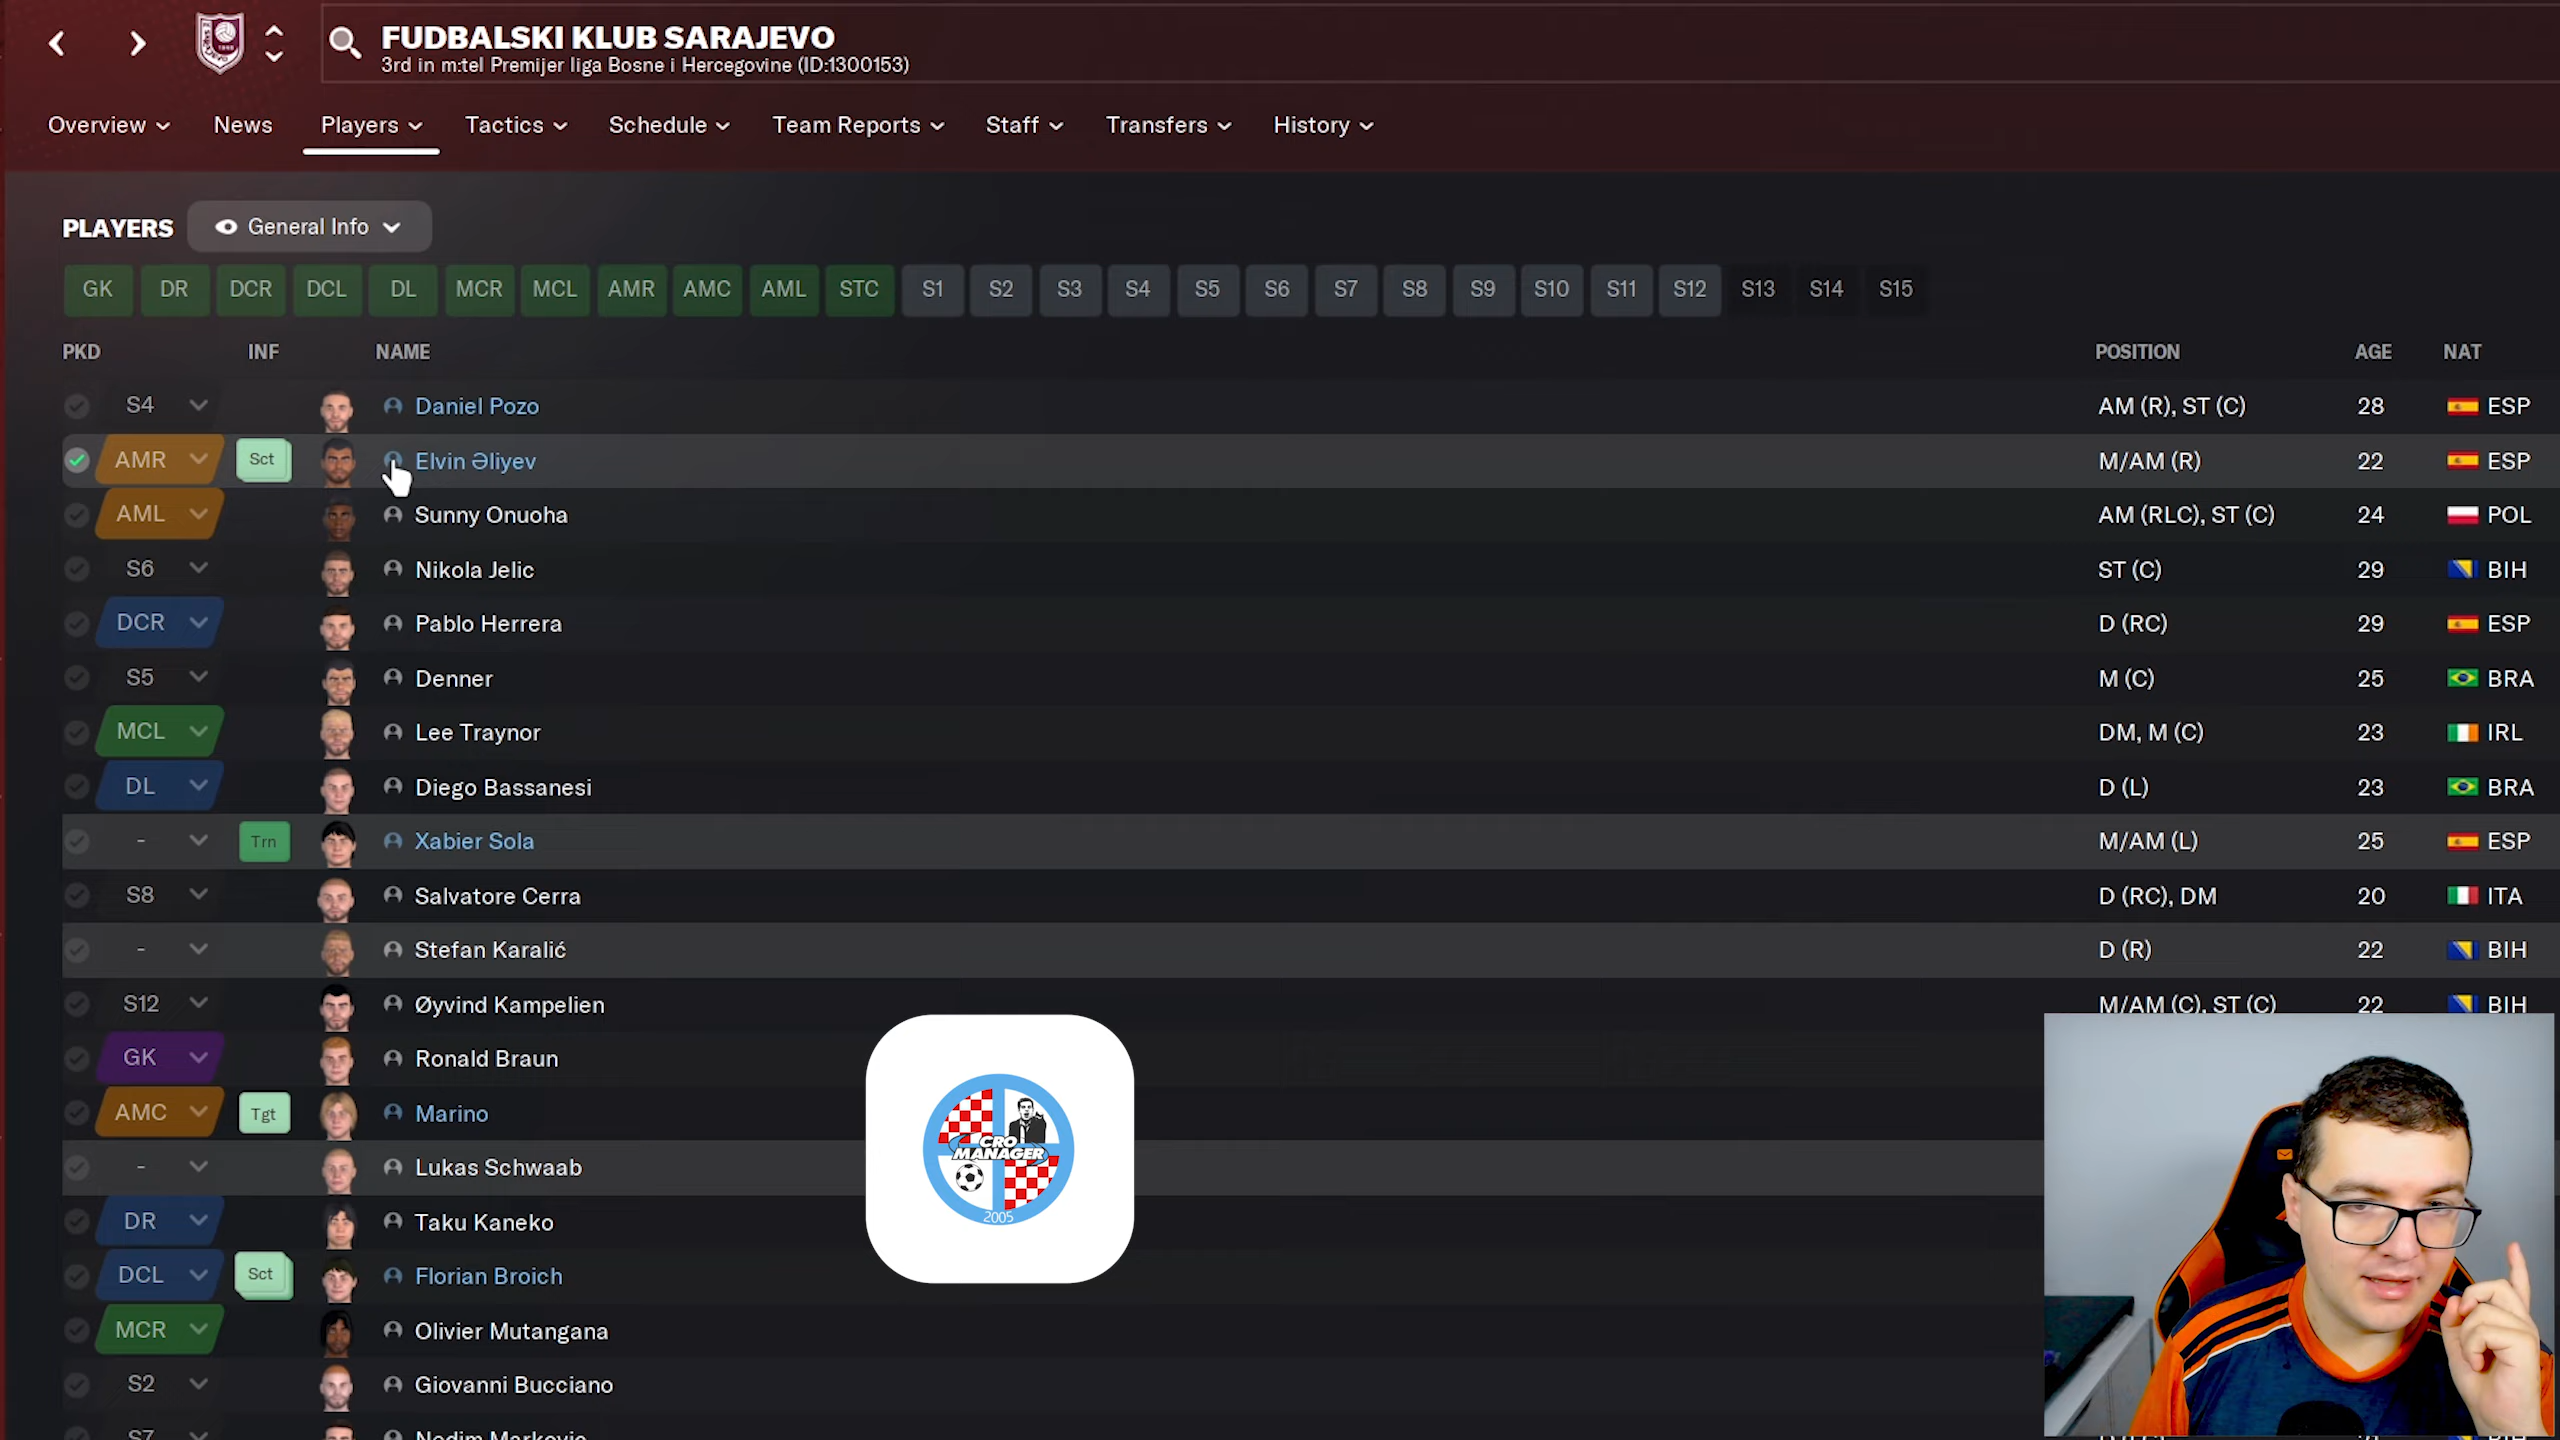 FUDBALSKI KLUB SARAJEVO
3rd in m:tel Premijer liga Bosne i Hercegovine (ID:1300153)
Overview News Players Tactics Schedule Team Reports Staff Transfers History
PLAYERS General Info
GK DR DCR DCL DL MCR MCL AMR AMC AML STC S1 S2 S3 S4 S5 S6 S7 S8 S9 S10 S11 S12 S13 S14 S15
PKD INF NAME POSITION AGE NAT
S4 Daniel Pozo AM (R), ST (C) 28 ESP
AMR Sct Elvin Əliyev M/AM (R) 22 ESP
AML Sunny Onuoha AM (RLC), ST (C) 24 POL
S6 Nikola Jelic ST (C) 29 BIH
DCR Pablo Herrera D (RC) 29 ESP
S5 Denner M (C) 25 BRA
MCL Lee Traynor DM, M (C) 23 IRL
DL Diego Bassanesi D (L) 23 BRA
- Trn Xabier Sola M/AM (L) 25 ESP
S8 Salvatore Cerra D (RC), DM 20 ITA
- Stefan Karalić D (R) 22 BIH
S12 Øyvind Kampelien M/AM (C), ST (C) 22 BIH
GK Ronald Braun
AMC Tgt Marino
- Lukas Schwaab
DR Taku Kaneko
DCL Sct Florian Broich
MCR Olivier Mutangana
S2 Giovanni Bucciano
S7 Nedim Markovic
CRO
MANAGER
2005